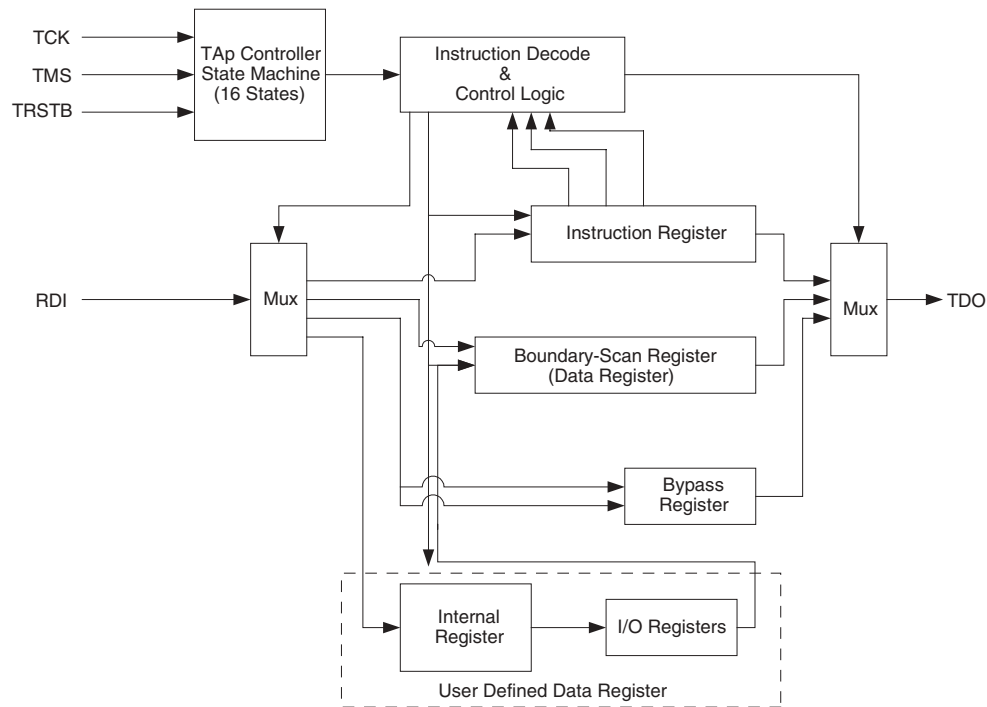 TCK
TMS
TRSTB
TAp Controller
State Machine
(16 States)
Instruction Decode
&
Control Logic
Instruction Register
RDI
Mux
Mux
TDO
Boundary-Scan Register
(Data Register)
Bypass
Register
Internal
Register
I/O Registers
User Defined Data Register